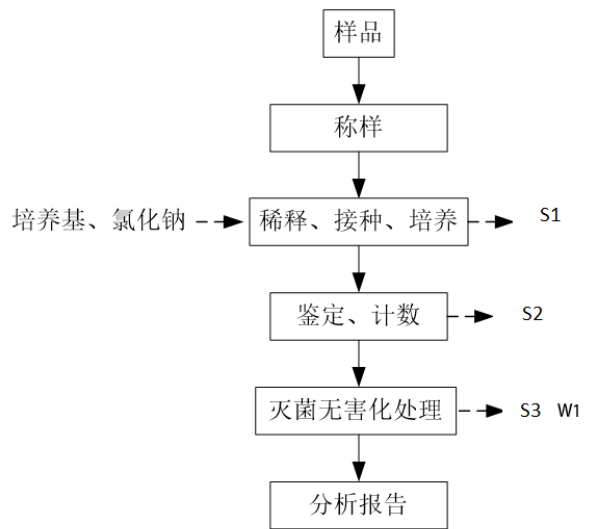 样品
称样
培养基、氯化钠
稀释、接种、培养
S1
鉴定、计数
S2
灭菌无害化处理
S3 W1
分析报告